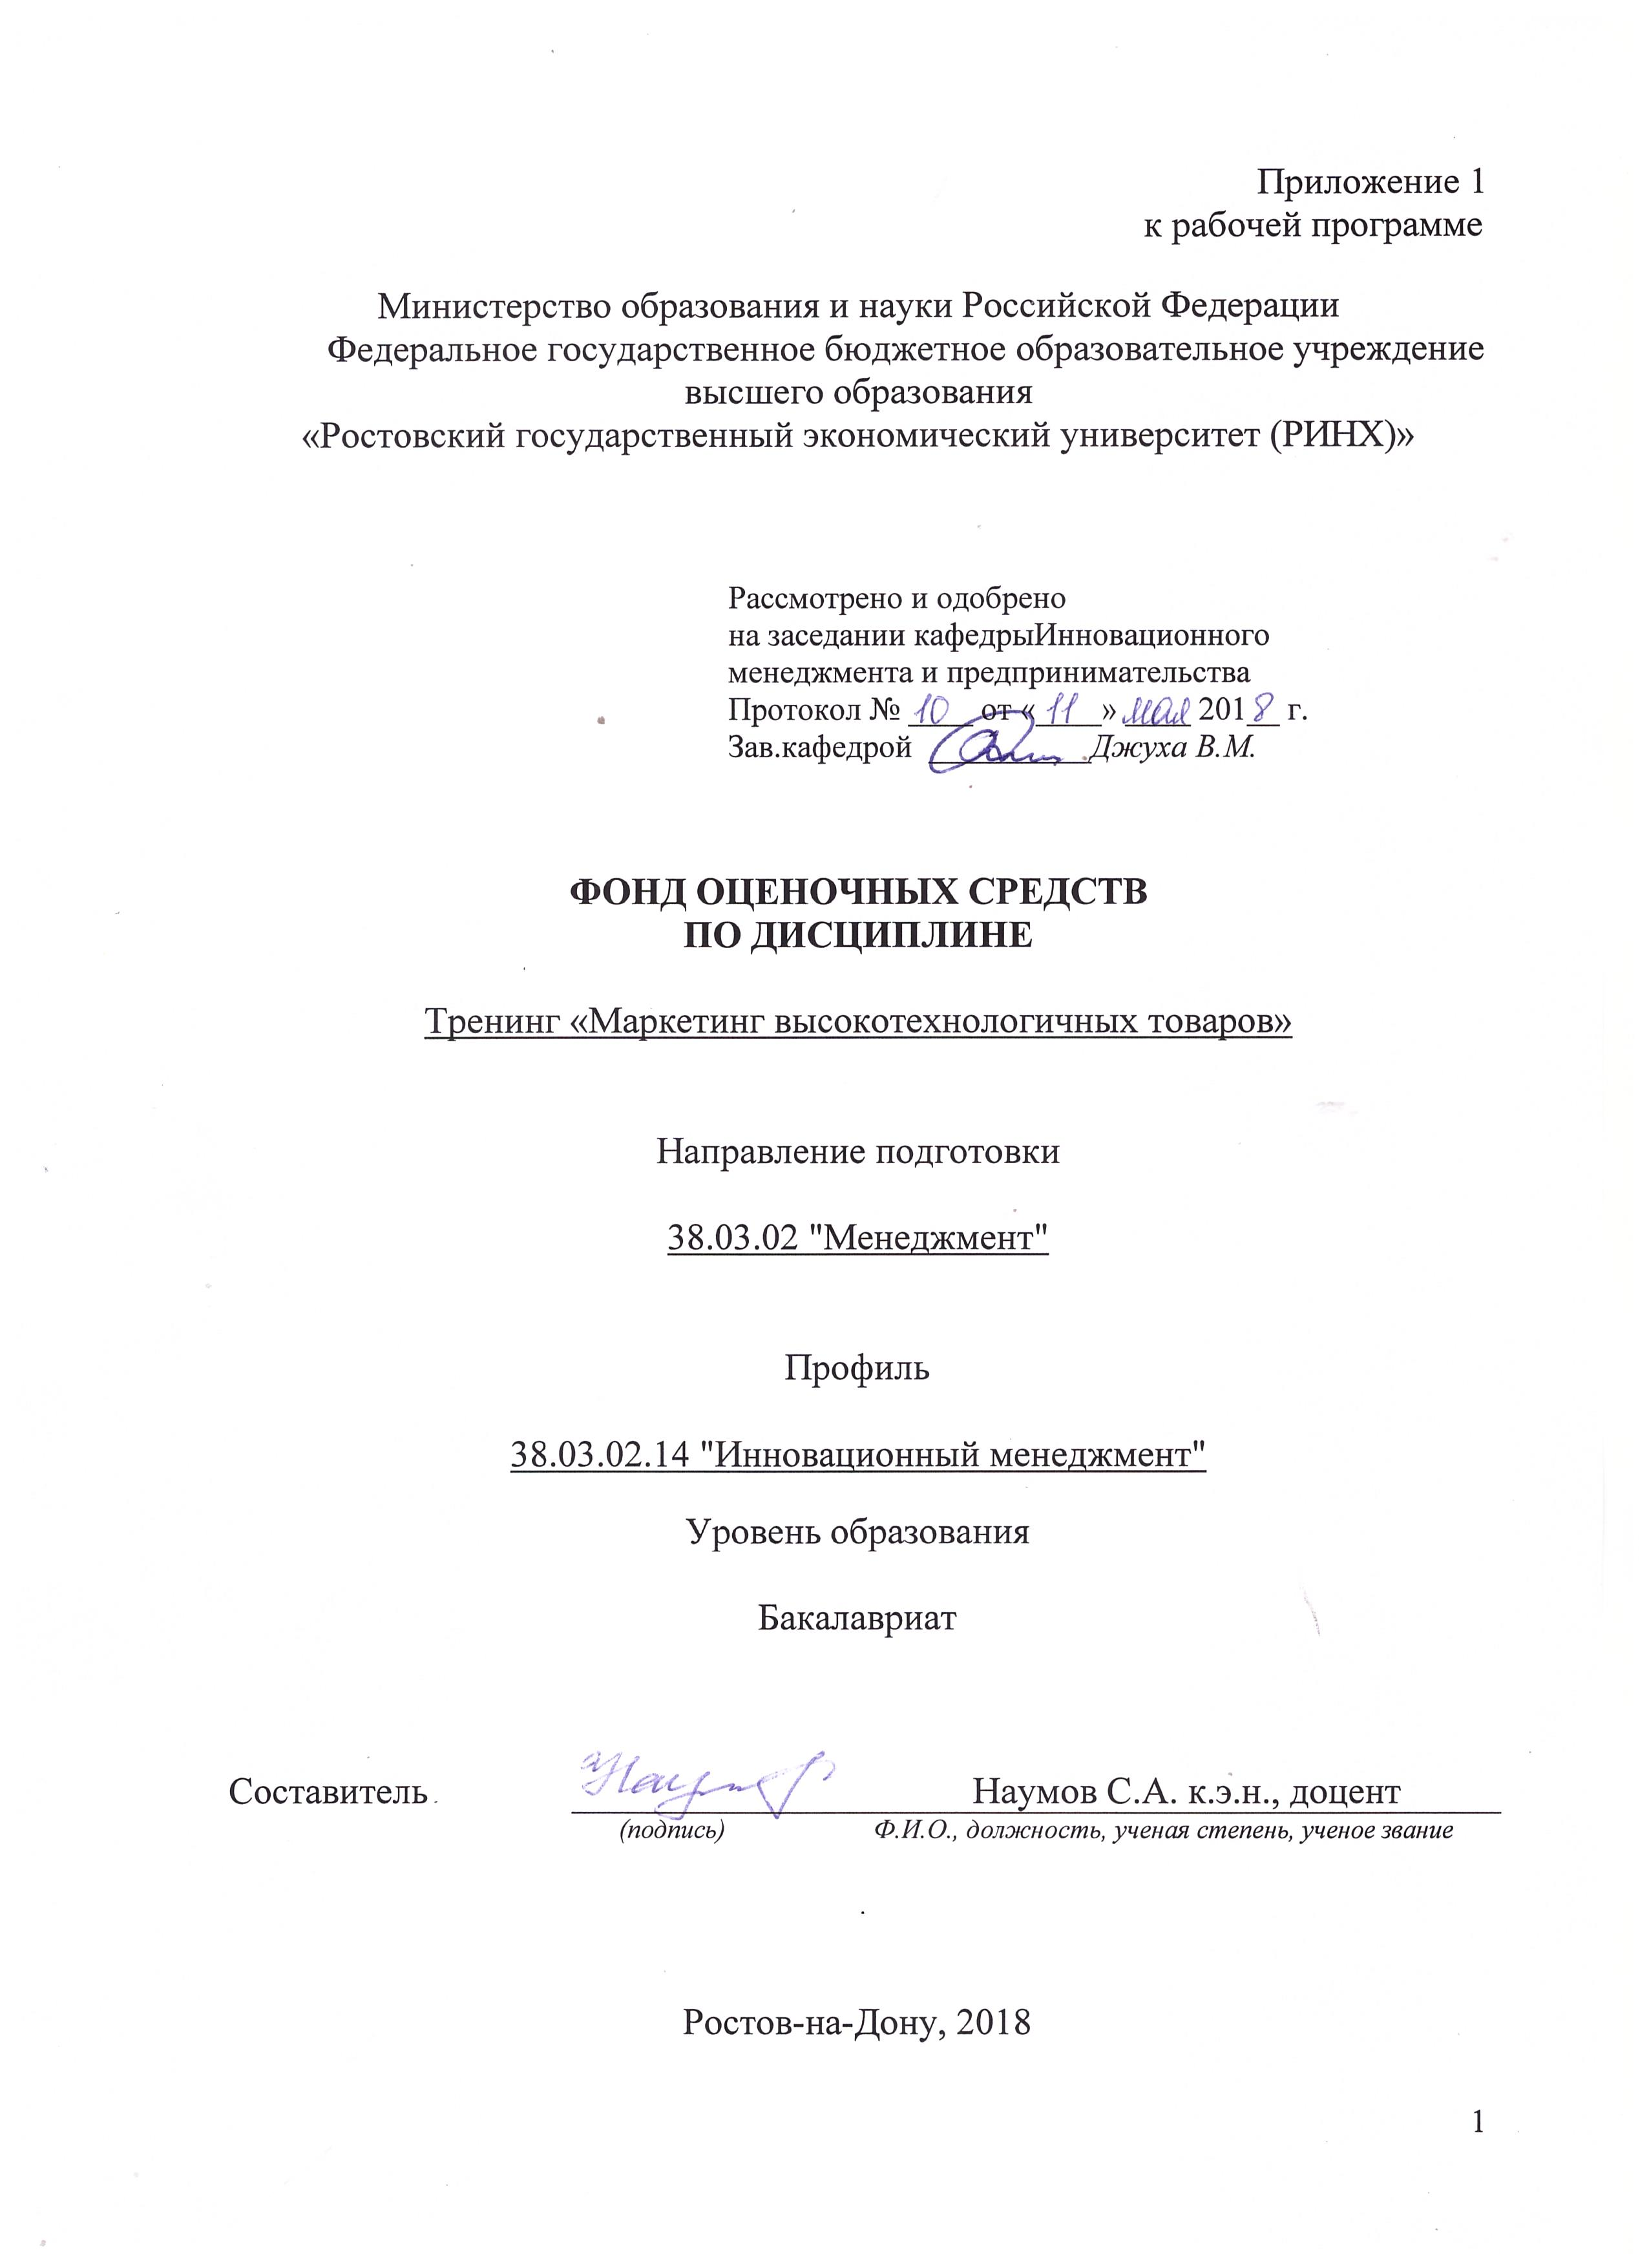 Приложение 1
к рабочей программе
Министерство образования и науки Российской Федерации
Федеральное государственное бюджетное образовательное учреждение
высшего образования
«Ростовский государственный экономический университет (РИНХ)»
Рассмотрено и одобрено
на заседании кафедрыИнновационного
менеджмента и предпринимательства
Протокол № 10 от «11» мая 2018 г.
Зав.кафедрой Джуха В.М.
ФОНД ОЦЕНОЧНЫХ СРЕДСТВ
ПО ДИСЦИПЛИНЕ
Тренинг «Маркетинг высокотехнологичных товаров»
Направление подготовки
38.03.02 "Менеджмент"
Профиль
38.03.02.14 "Инновационный менеджмент"
Уровень образования
Бакалавриат
Составитель Наумов С.А. к.э.н., доцент
(подпись) Ф.И.О., должность, ученая степень, ученое звание
Ростов-на-Дону, 2018
1